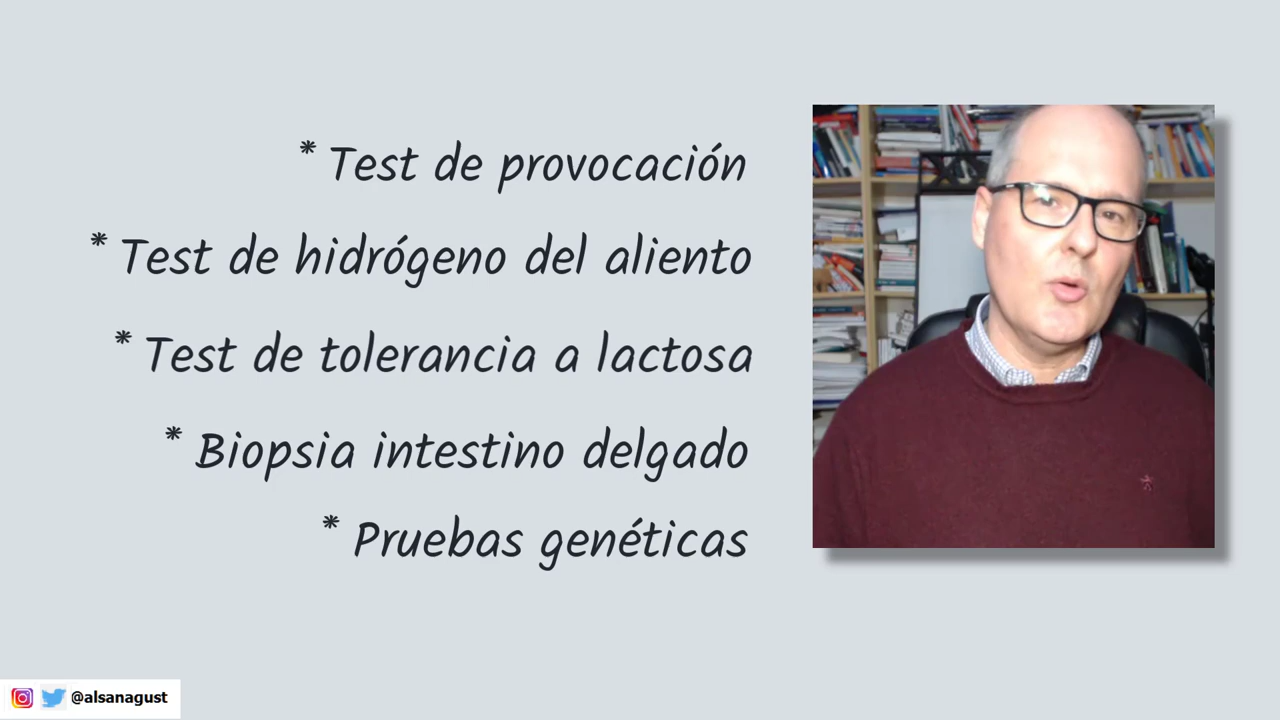 * Test de provocación
* Test de hidrógeno del aliento
* Test de tolerancia a lactosa
* Biopsia intestino delgado
* Pruebas genéticas
@alsanagust